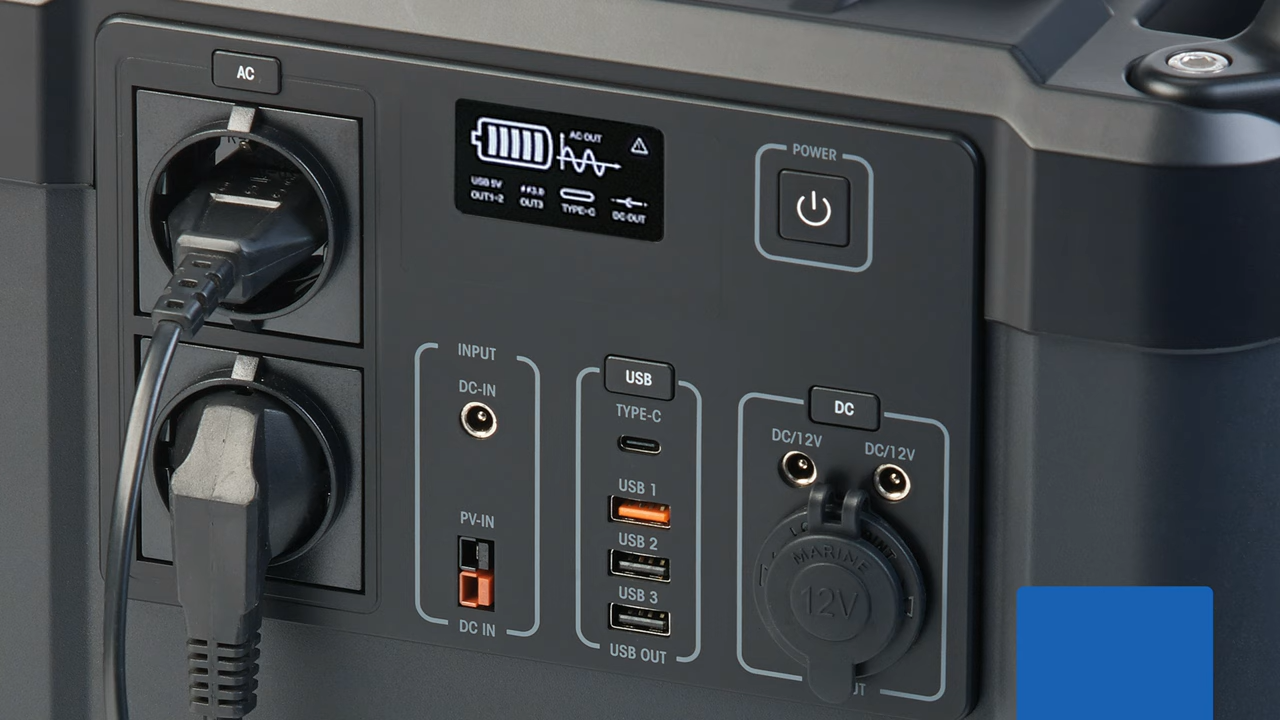 AC
AC OUT
USB 5V
OUT1-2
OUT3
TYPE-C
DC OUT
POWER
INPUT
DC-IN
PV-IN
DC IN
USB
TYPE-C
USB 1
USB 2
USB 3
USB OUT
DC
DC/12V
DC/12V
MARINE
12V